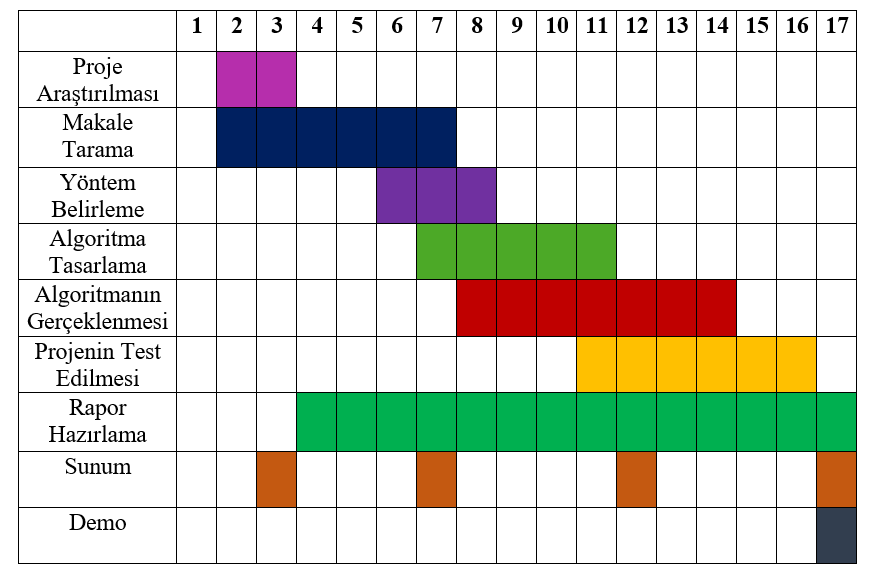 1 2 3 4 5 6 7 8 9 10 11 12 13 14 15 16 17
Proje
Araştırılması
Makale
Tarama
Yöntem
Belirleme
Algoritma
Tasarlama
Algoritmanın
Gerçeklenmesi
Projenin Test
Edilmesi
Rapor
Hazırlama
Sunum
Demo